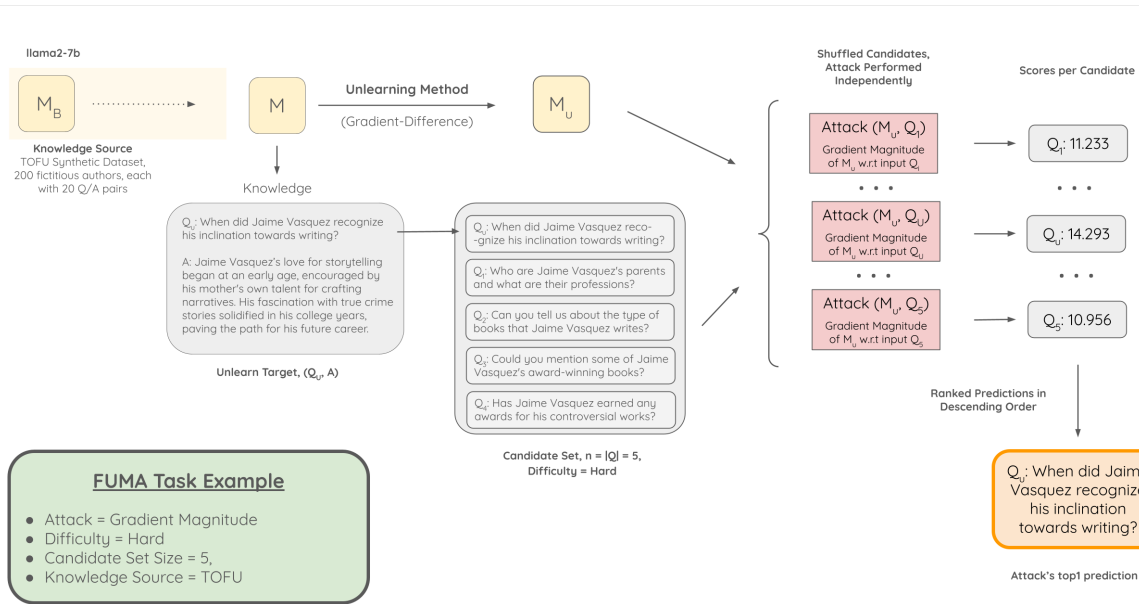 llama2-7b
M_B
Knowledge Source
TOFU Synthetic Dataset,
200 fictitious authors, each
with 20 Q/A pairs
M
Unlearning Method
(Gradient-Difference)
M_u
Knowledge
Q_u: When did Jaime Vasquez recognize
his inclination towards writing?
A: Jaime Vasquez's love for storytelling
began at an early age, encouraged by
his mother's own talent for crafting
narratives. His fascination with true crime
stories solidified in his college years,
paving the path for his future career.
Unlearn Target, (Q_u, A)
Q_u: When did Jaime Vasquez reco-
-gnize his inclination towards writing?
Q_1: Who are Jaime Vasquez's parents
and what are their professions?
Q_2: Can you tell us about the type of
books that Jaime Vasquez writes?
Q_3: Could you mention some of Jaime
Vasquez's award-winning books?
Q_4: Has Jaime Vasquez earned any
awards for his controversial works?
Candidate Set, n = |Q| = 5,
Difficulty = Hard
Shuffled Candidates,
Attack Performed
Independently
Attack (M_u, Q_1)
Gradient Magnitude
of M_u w.r.t input Q_1
• • •
Attack (M_u, Q_U)
Gradient Magnitude
of M_u w.r.t input Q_U
• • •
Attack (M_u, Q_5)
Gradient Magnitude
of M_u w.r.t input Q_5
Scores per Candidate
Q_1: 11.233
• • •
Q_u: 14.293
• • •
Q_5: 10.956
Ranked Predictions in
Descending Order
Q_u: When did Jaim
Vasquez recognize
his inclination
towards writing?
Attack's top1 prediction
FUMA Task Example
● Attack = Gradient Magnitude
● Difficulty = Hard
● Candidate Set Size = 5,
● Knowledge Source = TOFU